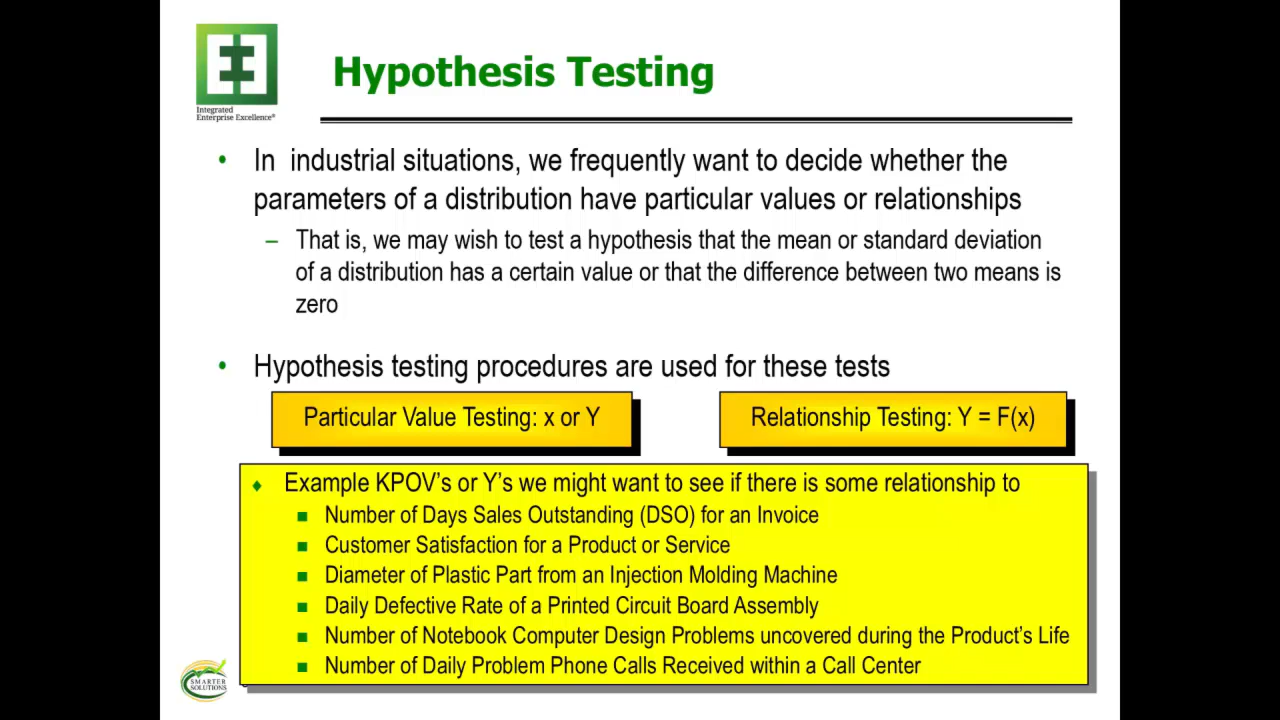 Integrated
Enterprise Excellence®
Hypothesis Testing
• In industrial situations, we frequently want to decide whether the
parameters of a distribution have particular values or relationships
– That is, we may wish to test a hypothesis that the mean or standard deviation
of a distribution has a certain value or that the difference between two means is
zero
• Hypothesis testing procedures are used for these tests
Particular Value Testing: x or Y
Relationship Testing: Y = F(x)
Example KPOV’s or Y’s we might want to see if there is some relationship to
Number of Days Sales Outstanding (DSO) for an Invoice
Customer Satisfaction for a Product or Service
Diameter of Plastic Part from an Injection Molding Machine
Daily Defective Rate of a Printed Circuit Board Assembly
Number of Notebook Computer Design Problems uncovered during the Product’s Life
Number of Daily Problem Phone Calls Received within a Call Center
SMARTER
SOLUTIONS